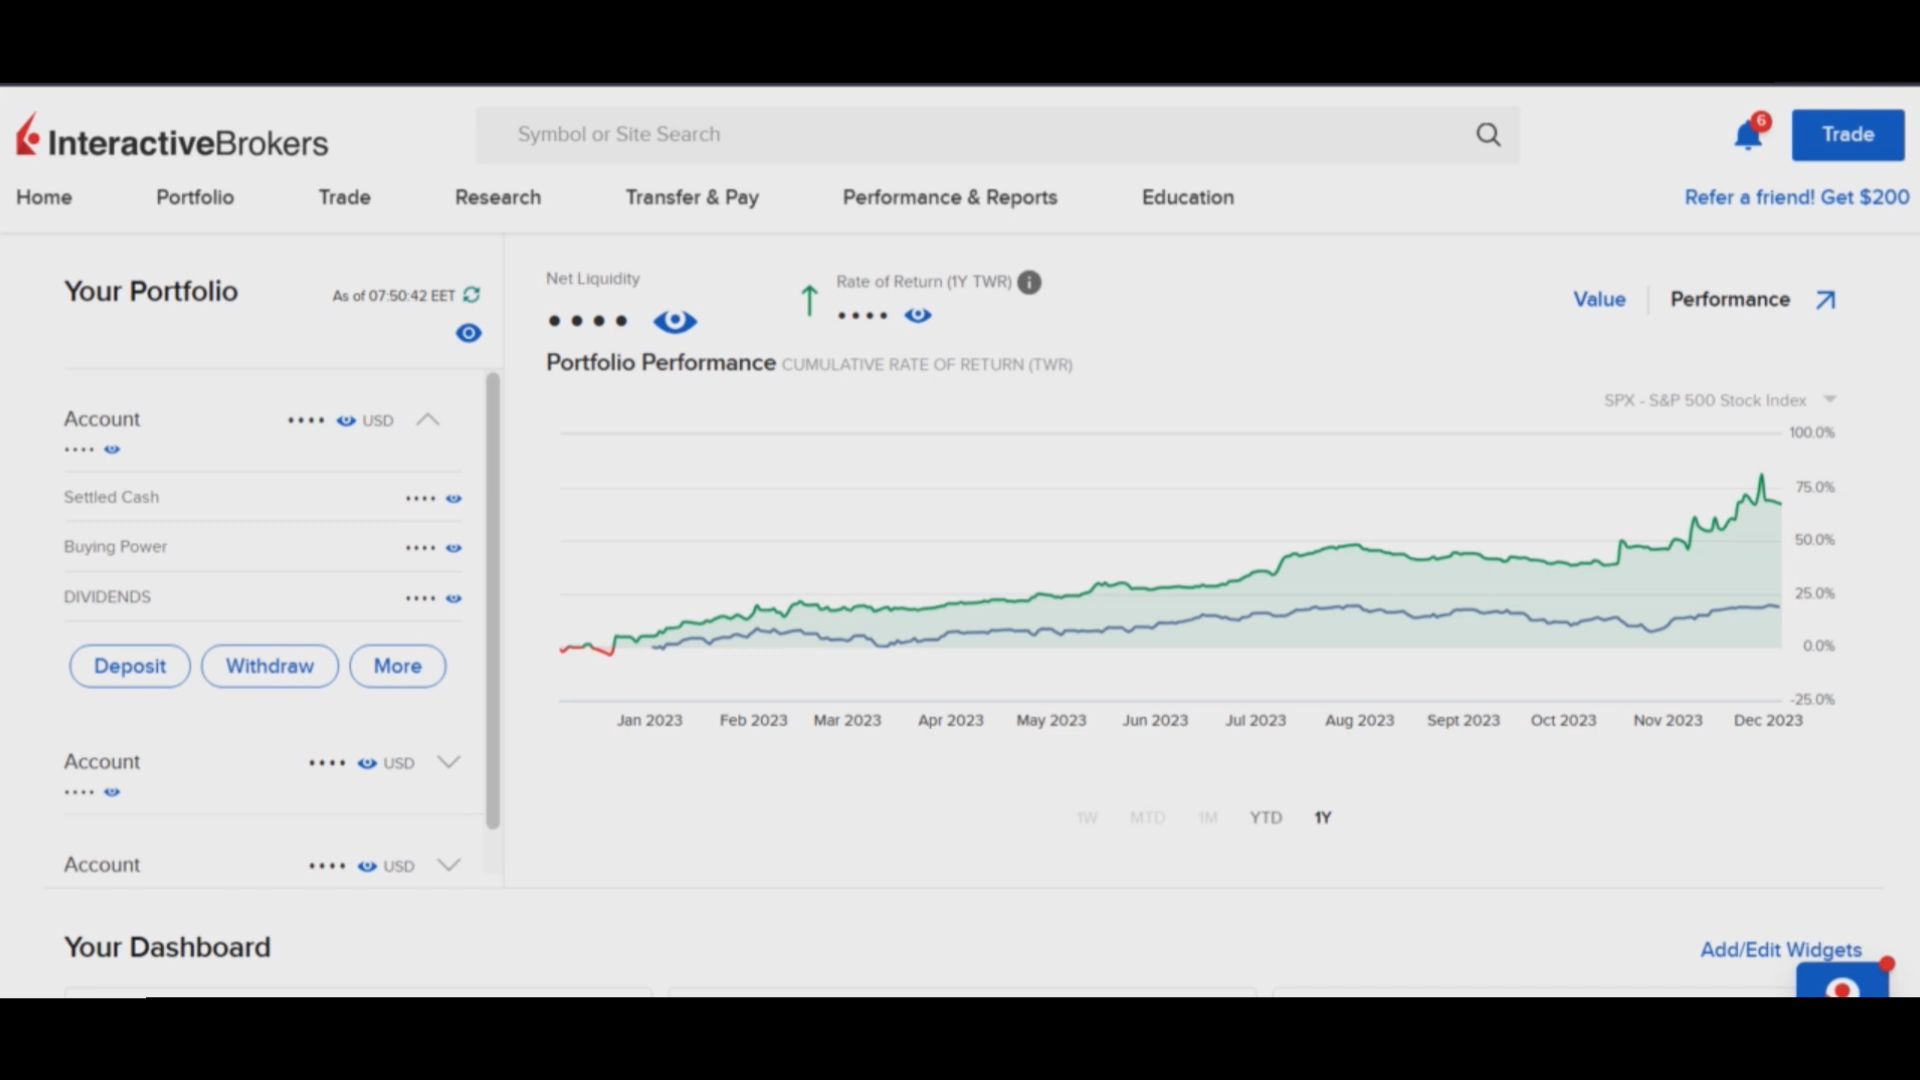 InteractiveBrokers
Symbol or Site Search
6
Trade
Home Portfolio Trade Research Transfer & Pay Performance & Reports Education Refer a friend! Get $200
Your Portfolio As of 07:50:42 EET
Net Liquidity
•••• 
Rate of Return (1Y TWR) i
••••
Value Performance
Portfolio Performance CUMULATIVE RATE OF RETURN (TWR)
SPX - S&P 500 Stock Index
Account •••• USD
••••
Settled Cash ••••
Buying Power ••••
DIVIDENDS ••••
Deposit Withdraw More
Account •••• USD
••••
Account •••• USD
100.0%
75.0%
50.0%
25.0%
0.0%
-25.0%
Jan 2023 Feb 2023 Mar 2023 Apr 2023 May 2023 Jun 2023 Jul 2023 Aug 2023 Sept 2023 Oct 2023 Nov 2023 Dec 2023
1W MTD 1M YTD 1Y
Your Dashboard Add/Edit Widgets